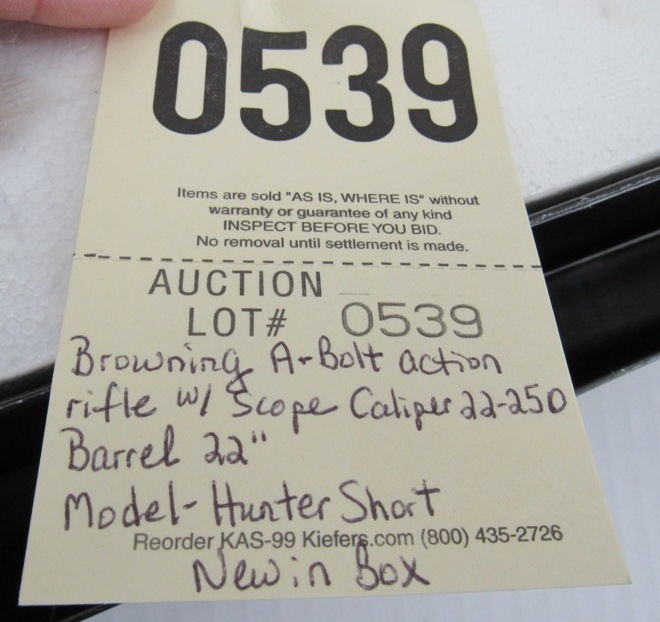 0539
Items are sold "AS IS, WHERE IS" without
warranty or guarantee of any kind
INSPECT BEFORE YOU BID.
No removal until settlement is made.
AUCTION
LOT# 0539
Browning A-Bolt action
rifle w/ Scope Caliper 22-250
Barrel 22"
Model-Hunter Short
Reorder KAS-99 Kiefers.com (800) 435-2726
New in Box